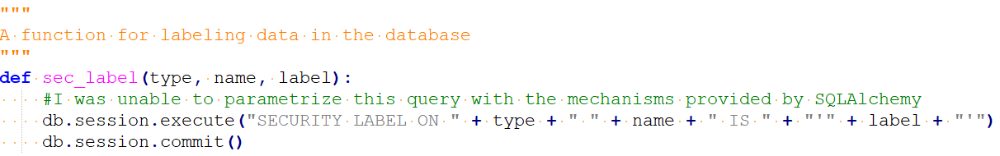 """
A function for labeling data in the database
"""
def sec_label(type, name, label):
    #I was unable to parametrize this query with the mechanisms provided by SQLAlchemy
    db.session.execute("SECURITY LABEL ON " + type + " " + name + " IS " + "'" + label + "'")
    db.session.commit()